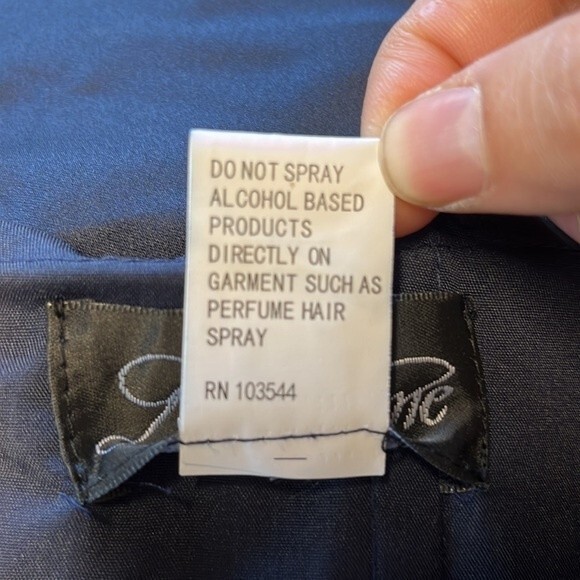 DO NOT SPRAY
ALCOHOL BASED
PRODUCTS
DIRECTLY ON
GARMENT SUCH AS
PERFUME HAIR
SPRAY
RN 103544